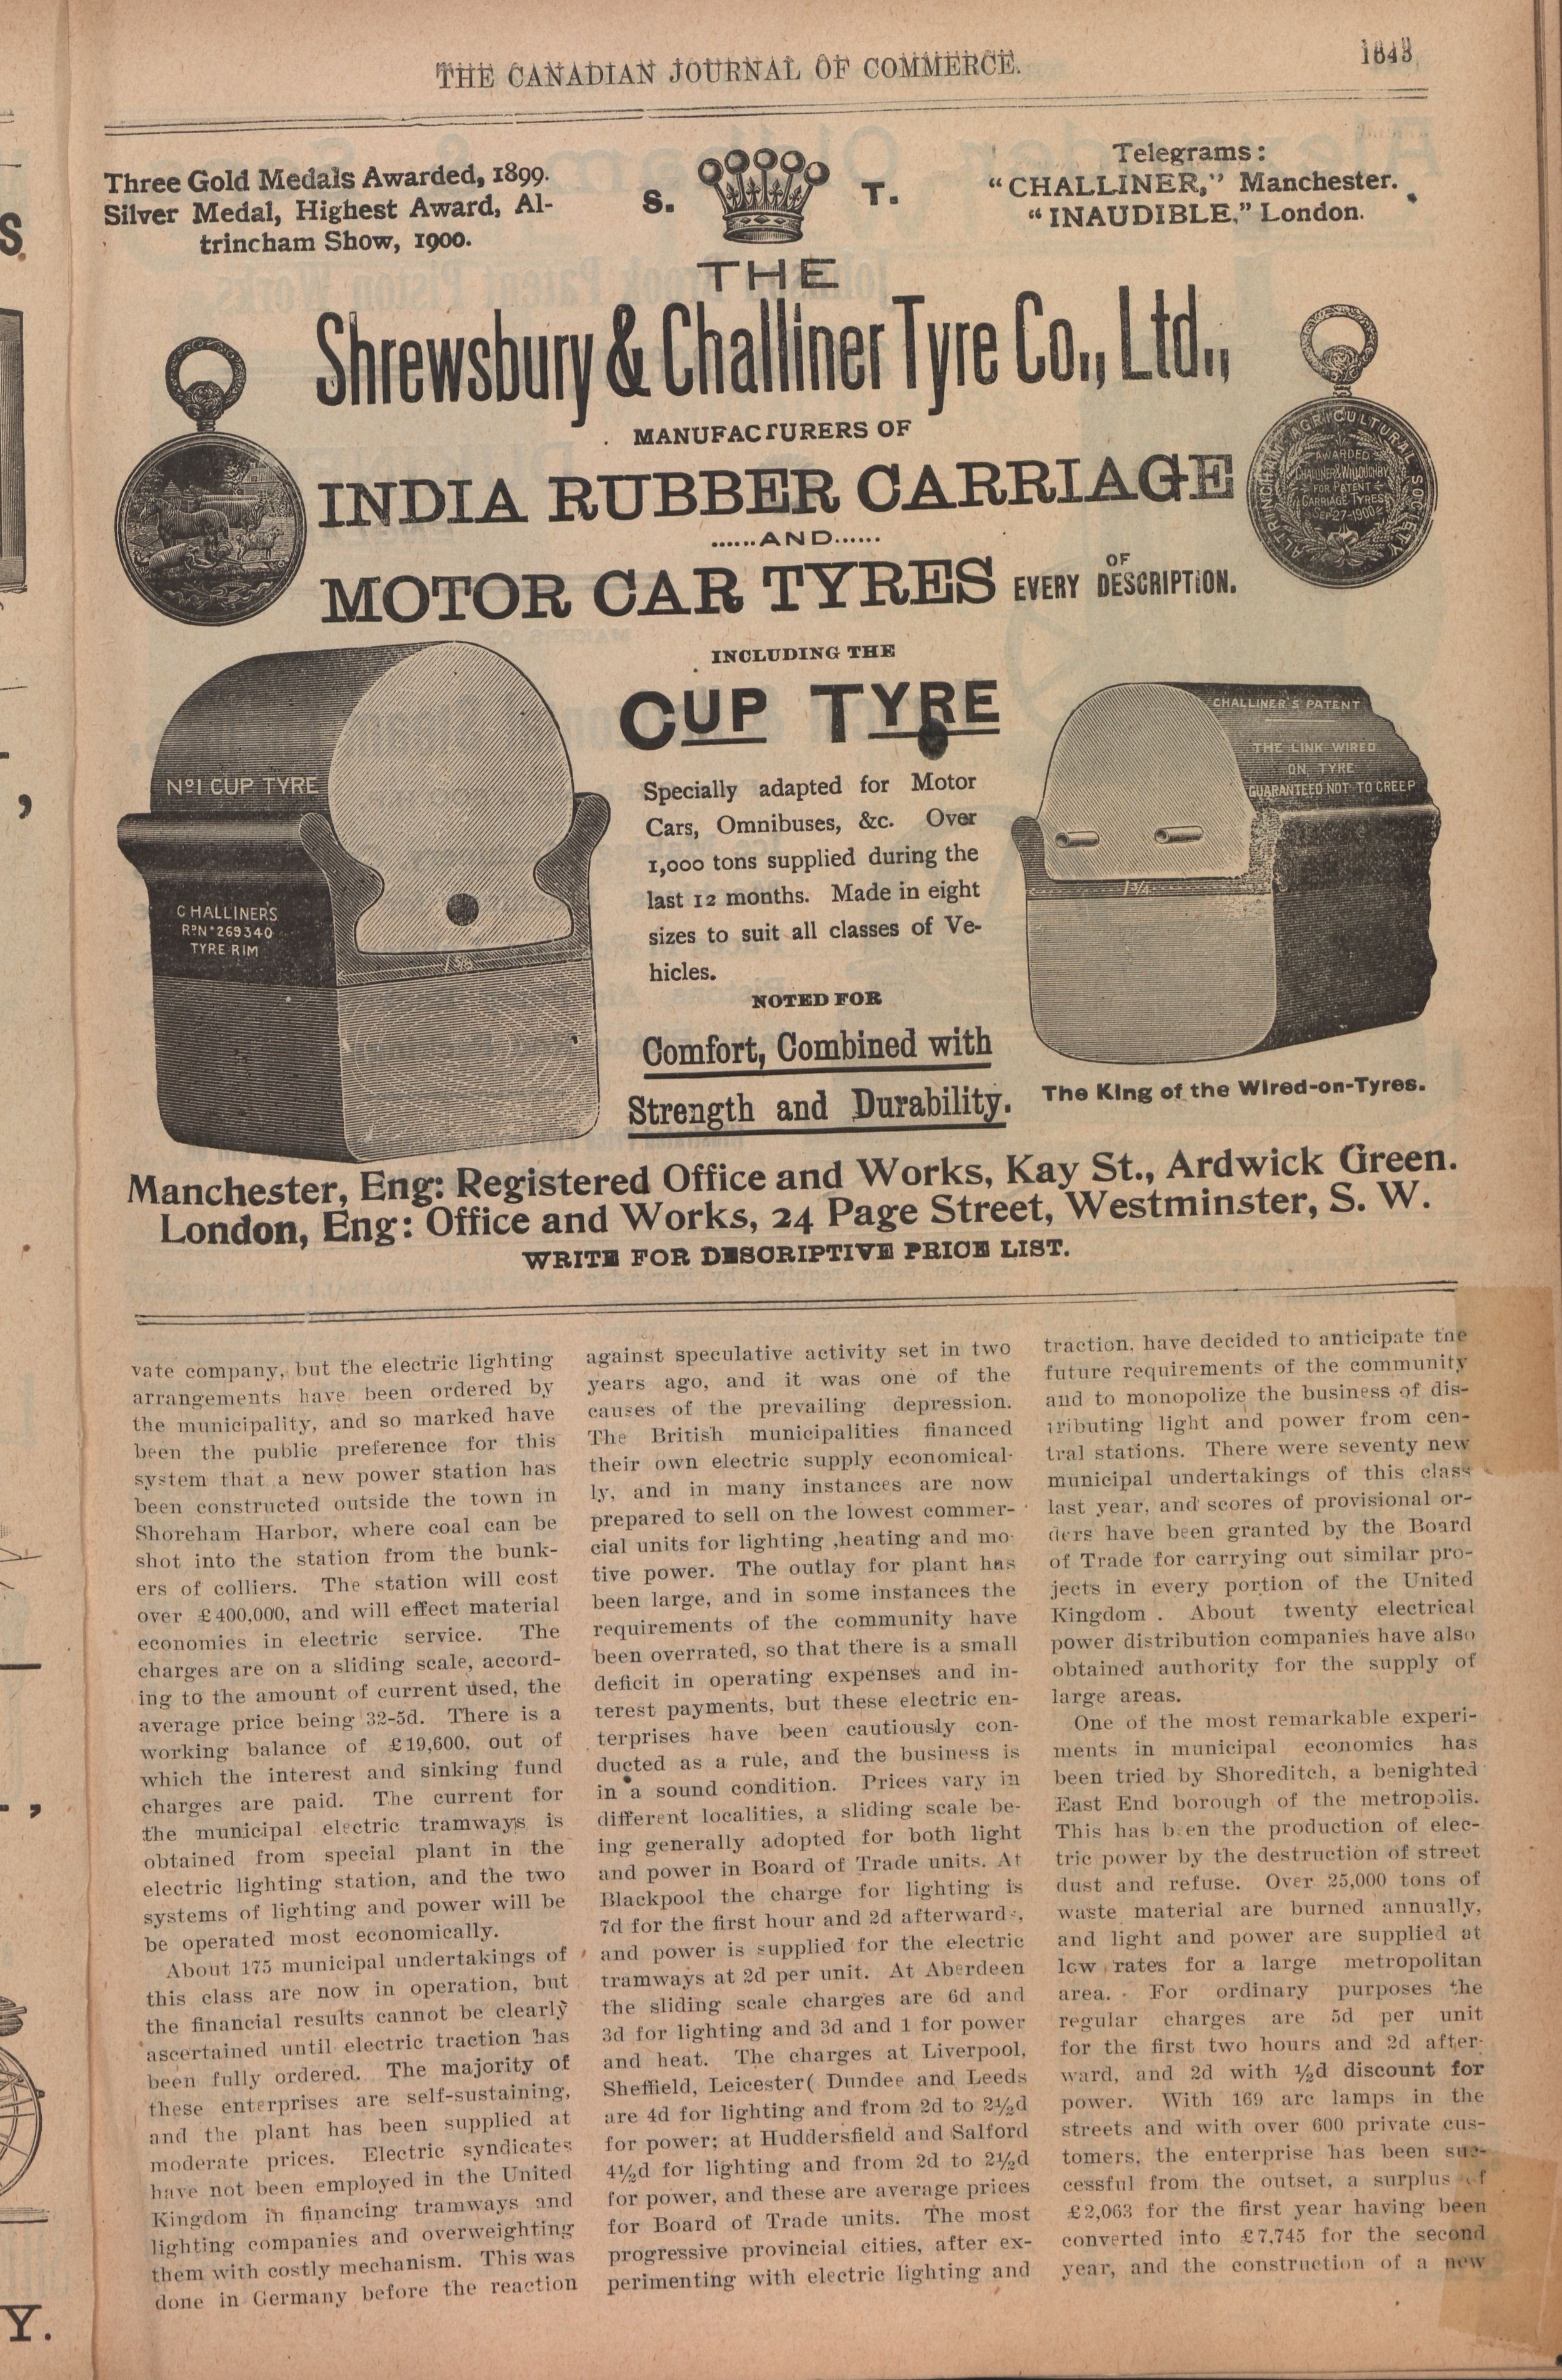 THE CANADIAN JOURNAL OF COMMERCE.
1643
Three Gold Medals Awarded, 1899.
Silver Medal, Highest Award, Al-
trincham Show, 1900.
S. T.
Telegrams:
"CHALLINER," Manchester.
"INAUDIBLE," London.
THE
Shrewsbury & Challiner Tyre Co., Ltd.,
MANUFACTURERS OF
INDIA RUBBER CARRIAGE
......AND......
MOTOR CAR TYRES EVERY OF DESCRIPTION.
ALTRINCHAM AGRICULTURAL SOCIETY
AWARDED
CHALLINER & WILLOUGHBY
FOR PATENT
CARRIAGE TYRES
SEP 27-1900
INCLUDING THE
CUP TYRE
No 1 CUP TYRE
CHALLINER'S
RD No 269340
TYRE RIM
Specially adapted for Motor
Cars, Omnibuses, &c. Over
1,000 tons supplied during the
last 12 months. Made in eight
sizes to suit all classes of Ve-
hicles.
NOTED FOR
Comfort, Combined with
Strength and Durability.
CHALLINER'S PATENT
THE LINK WIRED
ON TYRE
GUARANTEED NOT TO CREEP
1 3/4
The King of the Wired-on-Tyres.
Manchester, Eng: Registered Office and Works, Kay St., Ardwick Green.
London, Eng: Office and Works, 24 Page Street, Westminster, S. W.
WRITE FOR DESCRIPTIVE PRICE LIST.
vate company, but the electric lighting
arrangements have been ordered by
the municipality, and so marked have
been the public preference for this
system that a new power station has
been constructed outside the town in
Shoreham Harbor, where coal can be
shot into the station from the bunk-
ers of colliers. The station will cost
over £400,000, and will effect material
economies in electric service. The
charges are on a sliding scale, accord-
ing to the amount of current used, the
average price being 32-5d. There is a
working balance of £19,600, out of
which the interest and sinking fund
charges are paid. The current for
the municipal electric tramways is
obtained from special plant in the
electric lighting station, and the two
systems of lighting and power will be
be operated most economically.
About 175 municipal undertakings of
this class are now in operation, but
the financial results cannot be clearly
ascertained until electric traction has
been fully ordered. The majority of
these enterprises are self-sustaining,
and the plant has been supplied at
moderate prices. Electric syndicates
have not been employed in the United
Kingdom in financing tramways and
lighting companies and overweighting
them with costly mechanism. This was
done in Germany before the reaction
against speculative activity set in two
years ago, and it was one of the
causes of the prevailing depression.
The British municipalities financed
their own electric supply economical-
ly, and in many instances are now
prepared to sell on the lowest commer-
cial units for lighting ,heating and mo-
tive power. The outlay for plant has
been large, and in some instances the
requirements of the community have
been overrated, so that there is a small
deficit in operating expenses and in-
terest payments, but these electric en-
terprises have been cautiously con-
ducted as a rule, and the business is
in a sound condition. Prices vary in
different localities, a sliding scale be-
ing generally adopted for both light
and power in Board of Trade units. At
Blackpool the charge for lighting is
7d for the first hour and 2d afterwards,
and power is supplied for the electric
tramways at 2d per unit. At Aberdeen
the sliding scale charges are 6d and
3d for lighting and 3d and 1 for power
and heat. The charges at Liverpool,
Sheffield, Leicester( Dundee and Leeds
are 4d for lighting and from 2d to 2½d
for power; at Huddersfield and Salford
4½d for lighting and from 2d to 2½d
for power, and these are average prices
for Board of Trade units. The most
progressive provincial cities, after ex-
perimenting with electric lighting and
traction, have decided to anticipate the
future requirements of the community
and to monopolize the business of dis-
tributing light and power from cen-
tral stations. There were seventy new
municipal undertakings of this class
last year, and scores of provisional or-
ders have been granted by the Board
of Trade for carrying out similar pro-
jects in every portion of the United
Kingdom . About twenty electrical
power distribution companies have also
obtained authority for the supply of
large areas.
One of the most remarkable experi-
ments in municipal economics has
been tried by Shoreditch, a benighted
East End borough of the metropolis.
This has been the production of elec-
tric power by the destruction of street
dust and refuse. Over 25,000 tons of
waste material are burned annually,
and light and power are supplied at
low rates for a large metropolitan
area. For ordinary purposes the
regular charges are 5d per unit
for the first two hours and 2d after-
ward, and 2d with ½d discount for
power. With 169 arc lamps in the
streets and with over 600 private cus-
tomers, the enterprise has been suc-
cessful from the outset, a surplus of
£2,063 for the first year having been
converted into £7,745 for the second
year, and the construction of a new